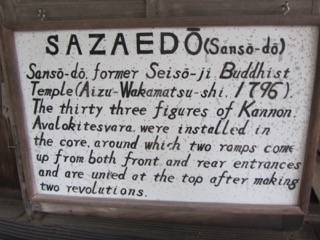 SAZAEDŌ (Sansō-dō)
Sansō-dō, former Seisō-ji Buddhist
Temple (Aizu-Wakamatsu-shi. 1796).
The thirty three figures of Kannon,
Avalokitesvara were installed in
the core, around which two ramps come
up from both front and rear entrances
and are unied at the top after making
two revolutions.